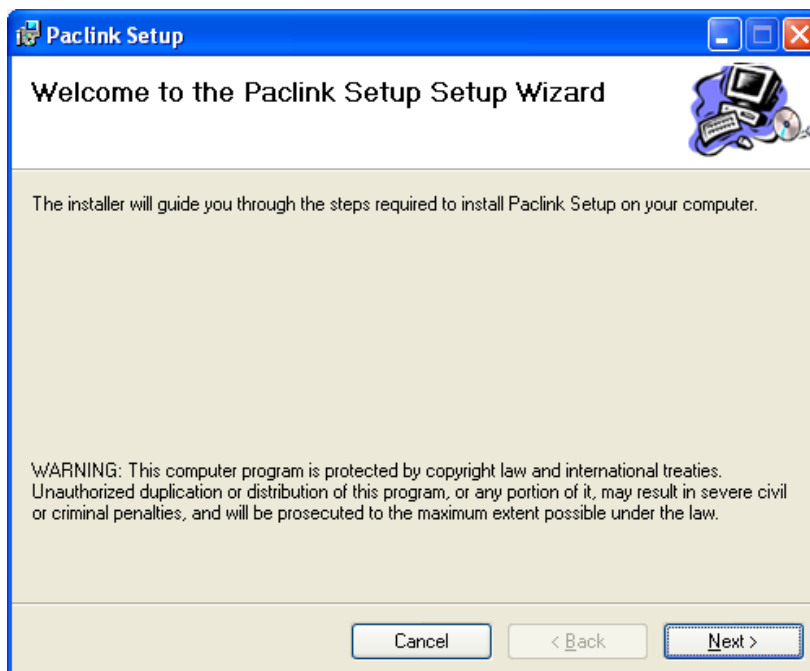 Paclink Setup
Welcome to the Paclink Setup Setup Wizard
The installer will guide you through the steps required to install Paclink Setup on your computer.
WARNING: This computer program is protected by copyright law and international treaties.
Unauthorized duplication or distribution of this program, or any portion of it, may result in severe civil
or criminal penalties, and will be prosecuted to the maximum extent possible under the law.
Cancel < Back Next >